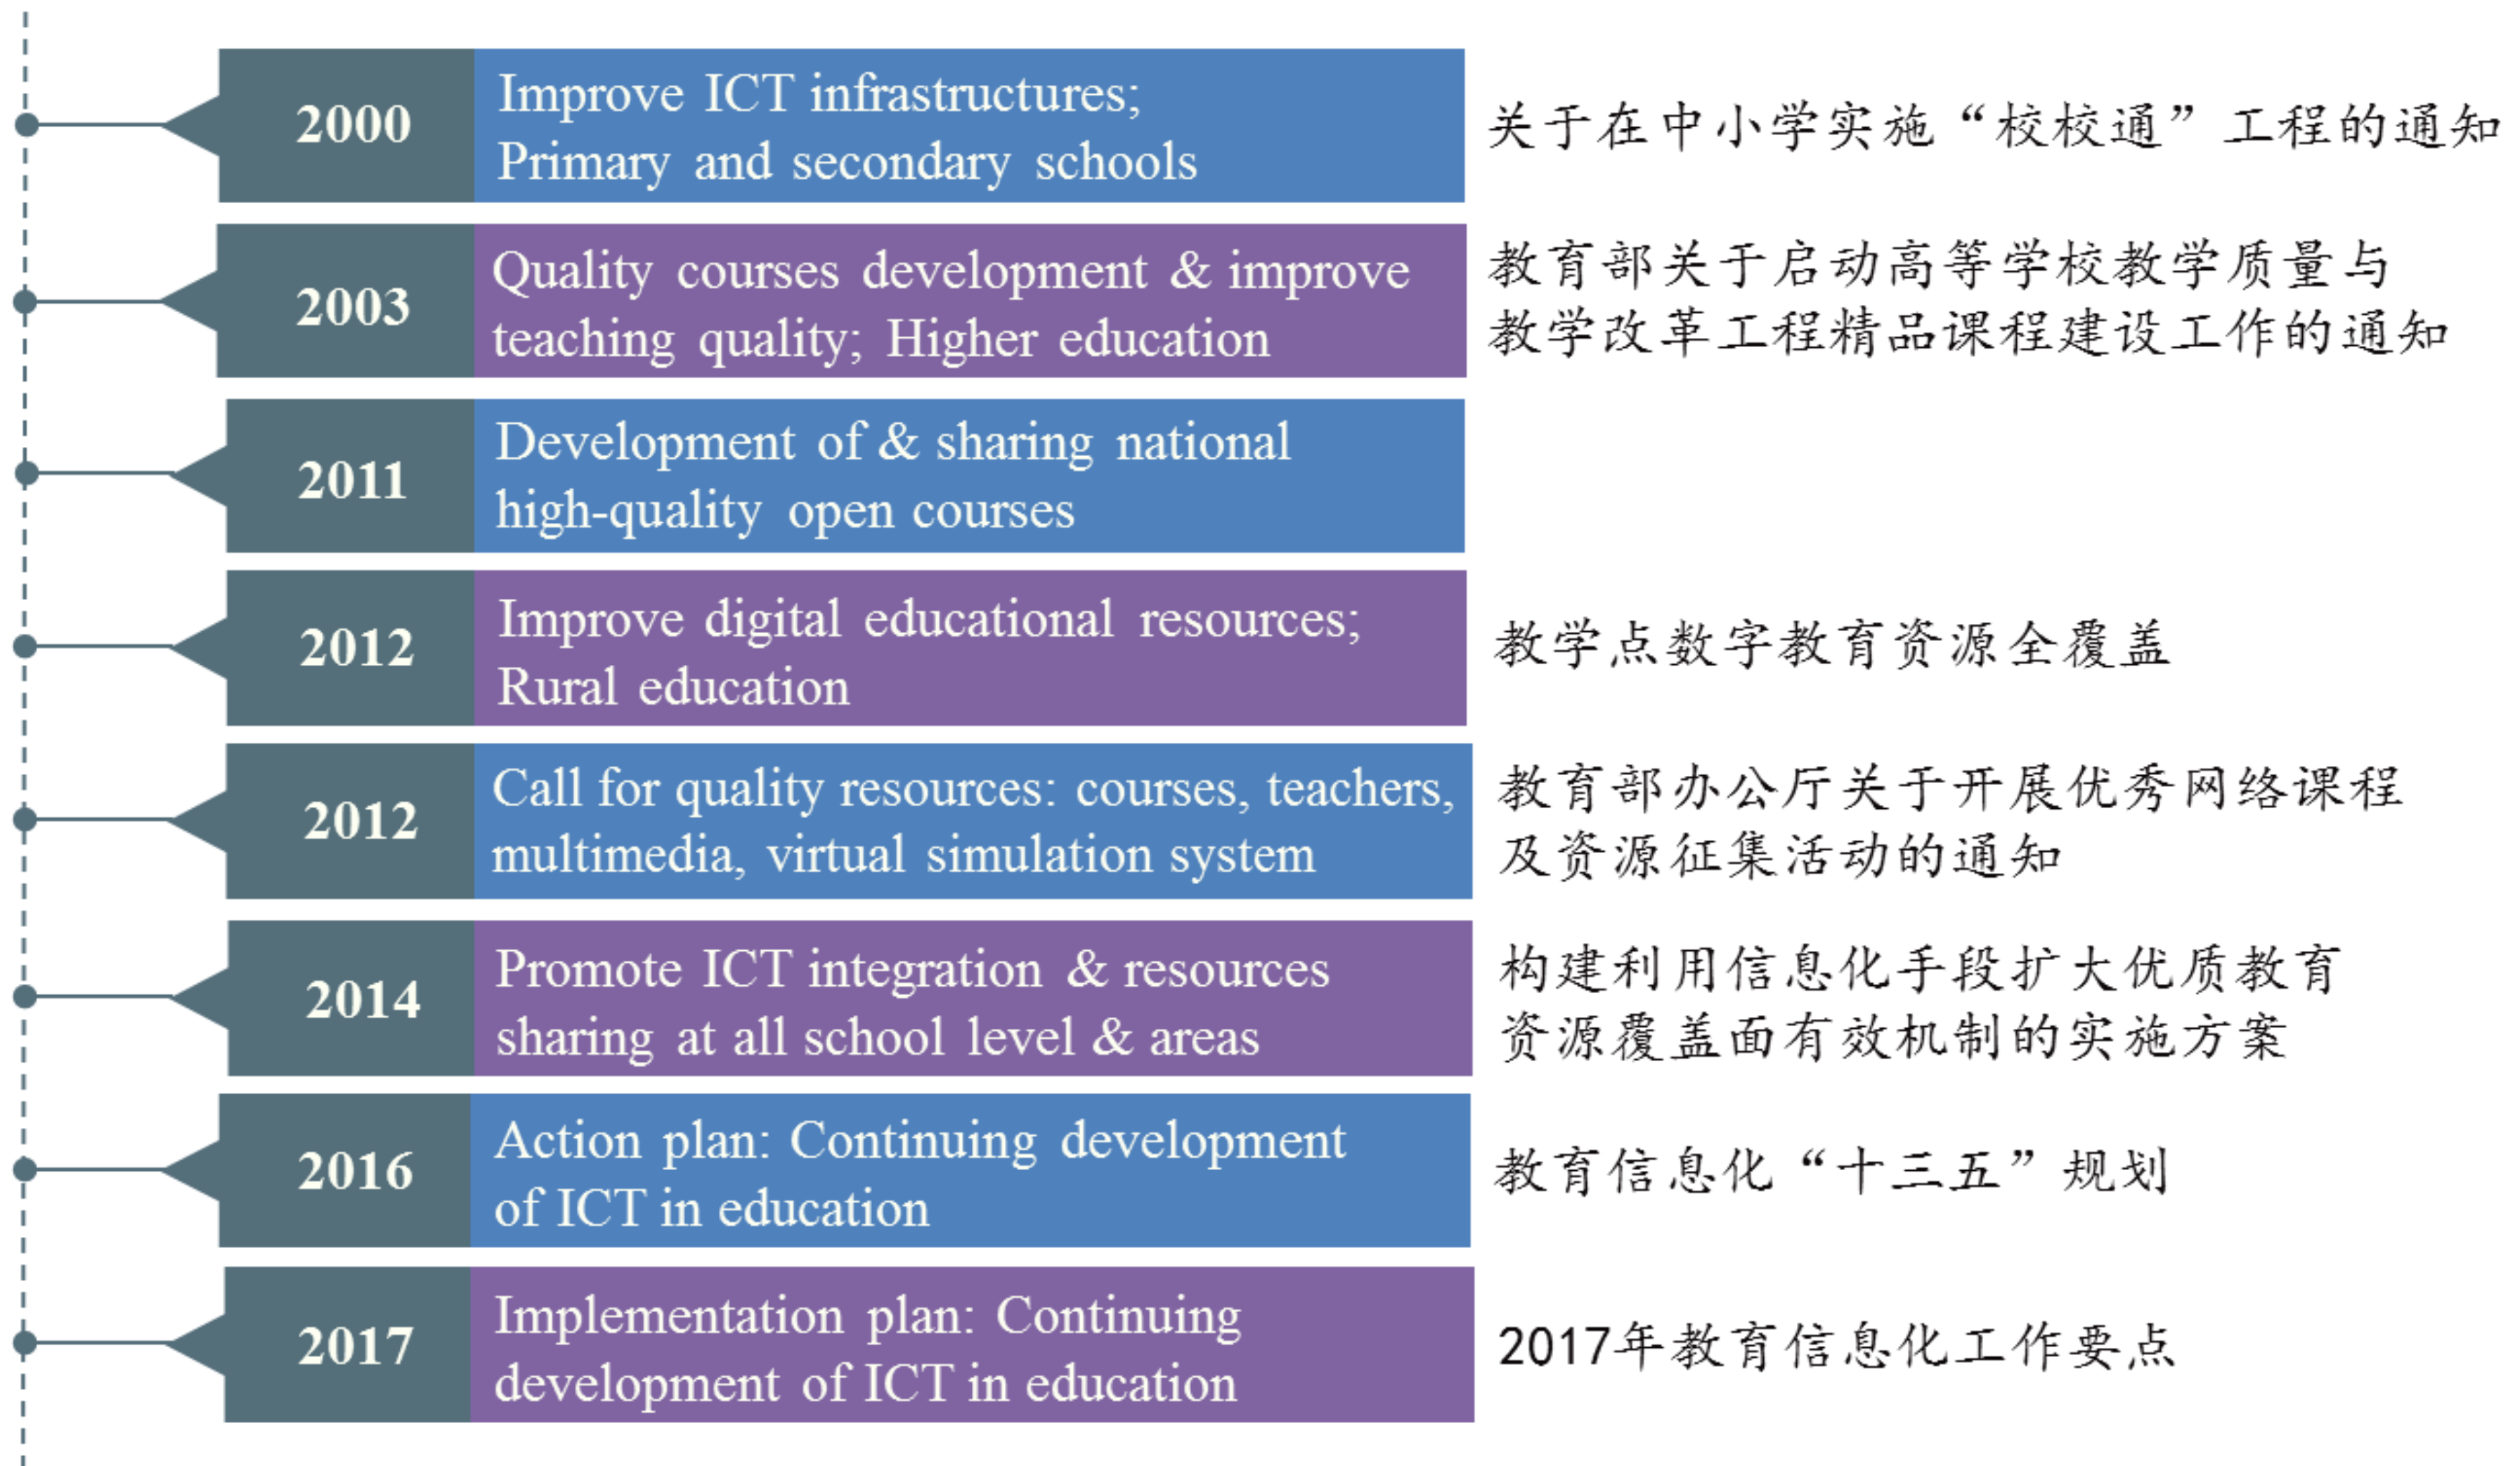 2000
Improve ICT infrastructures;
Primary and secondary schools
关于在中小学实施“校校通”工程的通知
2003
Quality courses development & improve
teaching quality; Higher education
教育部关于启动高等学校教学质量与
教学改革工程精品课程建设工作的通知
2011
Development of & sharing national
high-quality open courses
2012
Improve digital educational resources;
Rural education
教学点数字教育资源全覆盖
2012
Call for quality resources: courses, teachers,
multimedia, virtual simulation system
教育部办公厅关于开展优秀网络课程
及资源征集活动的通知
2014
Promote ICT integration & resources
sharing at all school level & areas
构建利用信息化手段扩大优质教育
资源覆盖面有效机制的实施方案
2016
Action plan: Continuing development
of ICT in education
教育信息化“十三五”规划
2017
Implementation plan: Continuing
development of ICT in education
2017年教育信息化工作要点